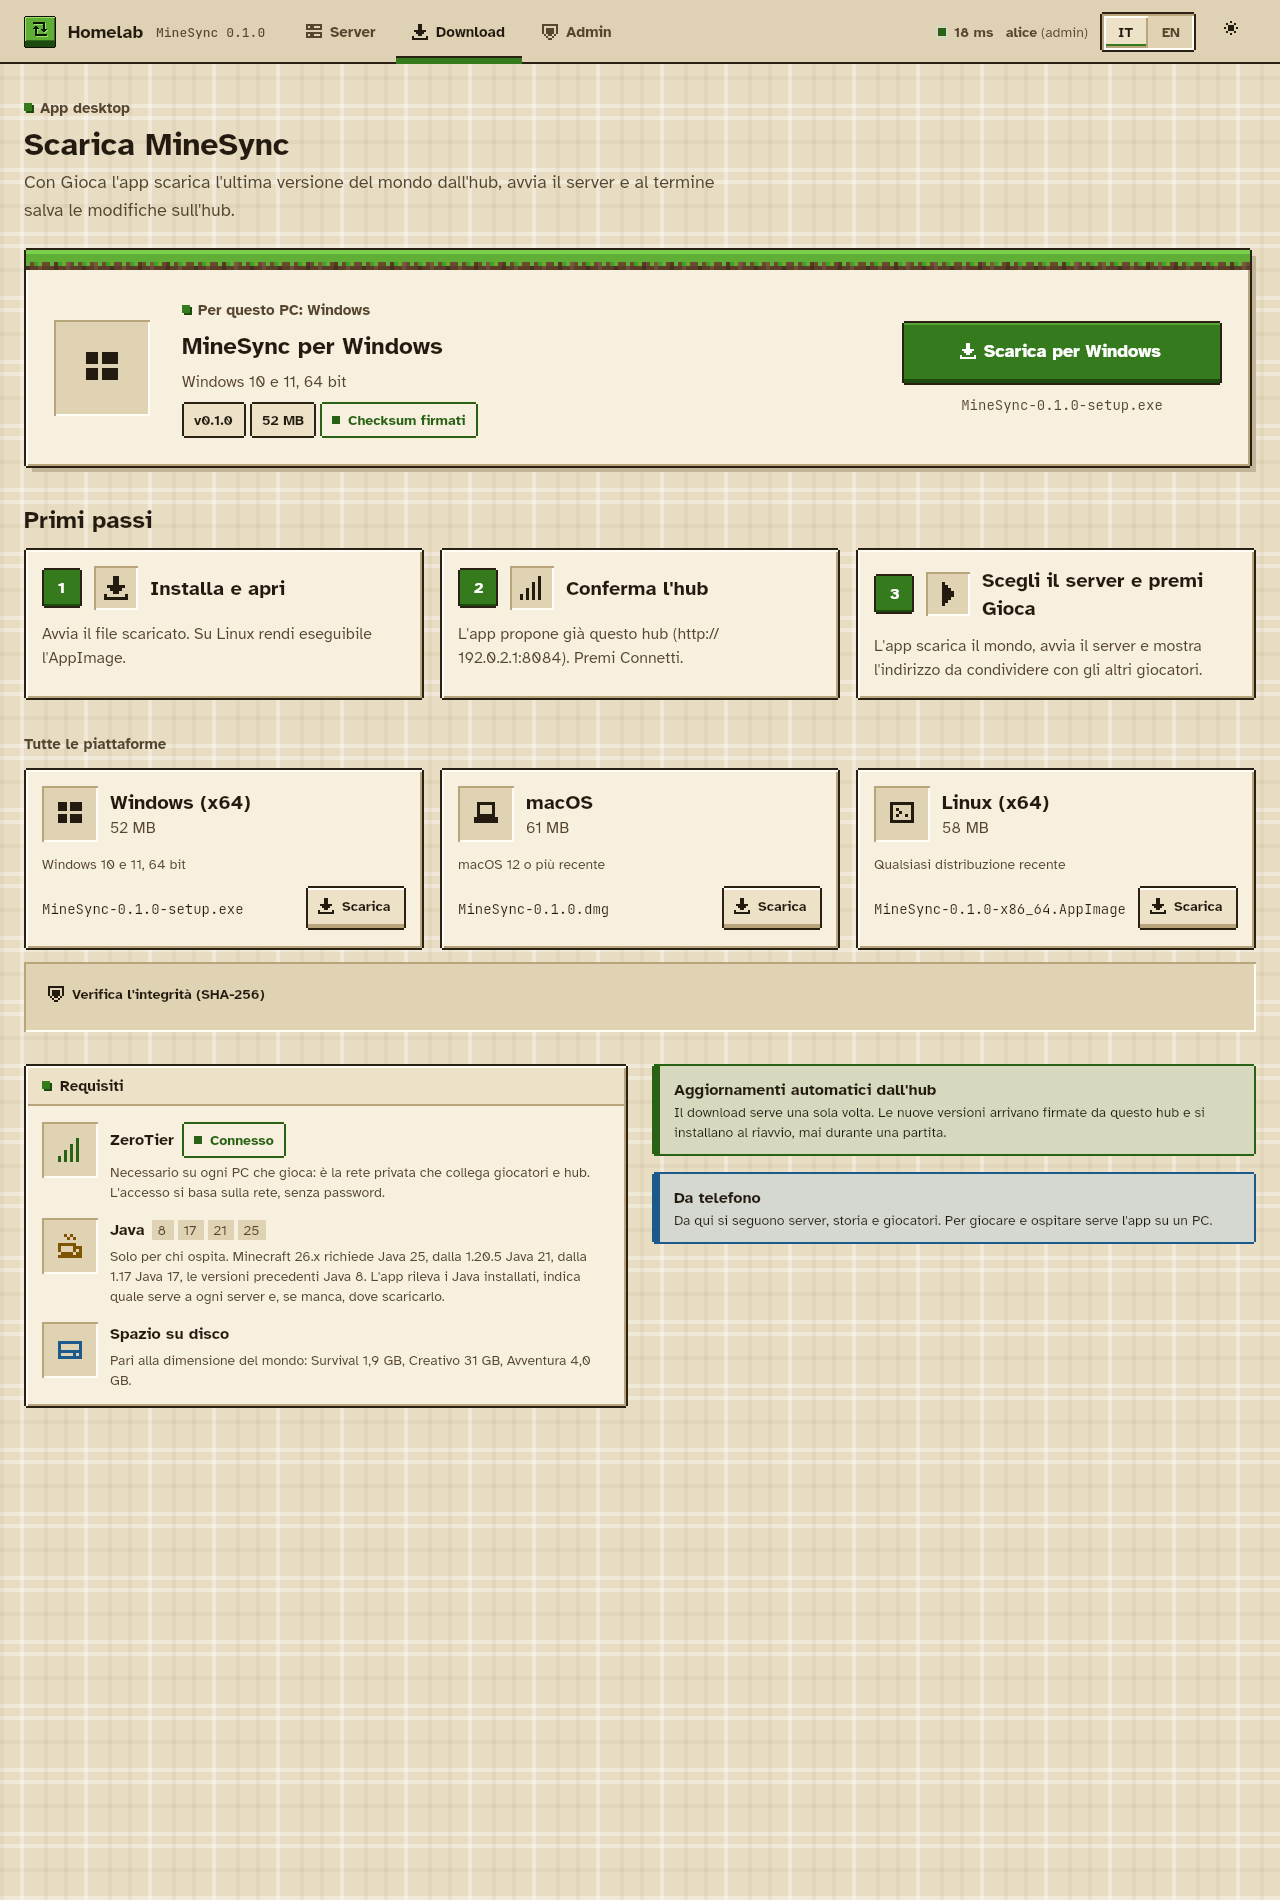 Homelab MineSync 0.1.0 Server Download Admin 18 ms alice (admin) IT EN
App desktop
Scarica MineSync
Con Gioca l'app scarica l'ultima versione del mondo dall'hub, avvia il server e al termine
salva le modifiche sull'hub.
Per questo PC: Windows
MineSync per Windows
Windows 10 e 11, 64 bit
v0.1.0 52 MB Checksum firmati
Scarica per Windows
MineSync-0.1.0-setup.exe
Primi passi
1 Installa e apri
Avvia il file scaricato. Su Linux rendi eseguibile
l'AppImage.
2 Conferma l'hub
L'app propone già questo hub (http://
192.0.2.1:8084). Premi Connetti.
3 Scegli il server e premi
Gioca
L'app scarica il mondo, avvia il server e mostra
l'indirizzo da condividere con gli altri giocatori.
Tutte le piattaforme
Windows (x64)
52 MB
Windows 10 e 11, 64 bit
MineSync-0.1.0-setup.exe Scarica
macOS
61 MB
macOS 12 o più recente
MineSync-0.1.0.dmg Scarica
Linux (x64)
58 MB
Qualsiasi distribuzione recente
MineSync-0.1.0-x86_64.AppImage Scarica
Verifica l'integrità (SHA-256)
Requisiti
ZeroTier Connesso
Necessario su ogni PC che gioca: è la rete privata che collega giocatori e hub.
L'accesso si basa sulla rete, senza password.
Java 8 17 21 25
Solo per chi ospita. Minecraft 26.x richiede Java 25, dalla 1.20.5 Java 21, dalla
1.17 Java 17, le versioni precedenti Java 8. L'app rileva i Java installati, indica
quale serve a ogni server e, se manca, dove scaricarlo.
Spazio su disco
Pari alla dimensione del mondo: Survival 1,9 GB, Creativo 31 GB, Avventura 4,0
GB.
Aggiornamenti automatici dall'hub
Il download serve una sola volta. Le nuove versioni arrivano firmate da questo hub e si
installano al riavvio, mai durante una partita.
Da telefono
Da qui si seguono server, storia e giocatori. Per giocare e ospitare serve l'app su un PC.